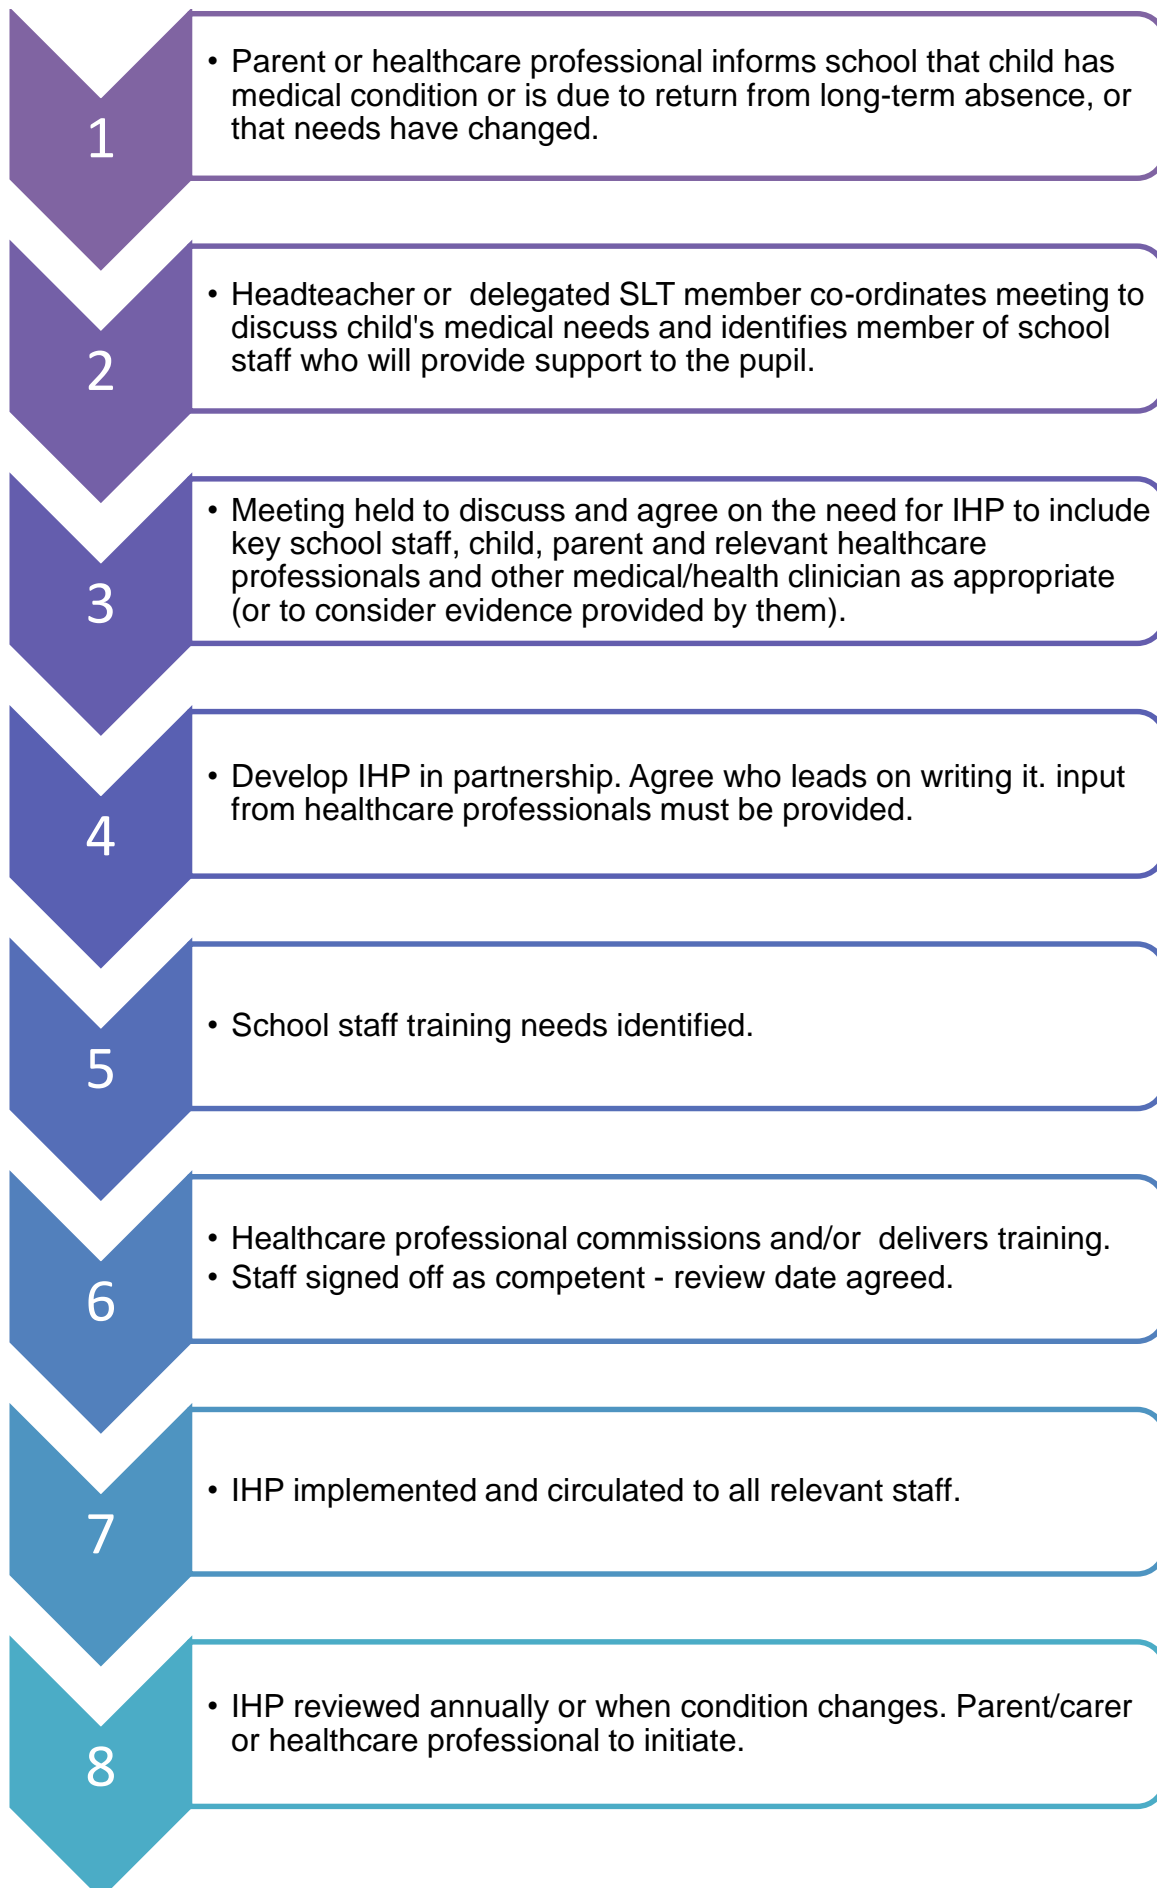 1
• Parent or healthcare professional informs school that child has
medical condition or is due to return from long-term absence, or
that needs have changed.
2
• Headteacher or  delegated SLT member co-ordinates meeting to
discuss child's medical needs and identifies member of school
staff who will provide support to the pupil.
3
• Meeting held to discuss and agree on the need for IHP to include
key school staff, child, parent and relevant healthcare
professionals and other medical/health clinician as appropriate
(or to consider evidence provided by them).
4
• Develop IHP in partnership. Agree who leads on writing it. input
from healthcare professionals must be provided.
5
• School staff training needs identified.
6
• Healthcare professional commissions and/or  delivers training.
• Staff signed off as competent - review date agreed.
7
• IHP implemented and circulated to all relevant staff.
8
• IHP reviewed annually or when condition changes. Parent/carer
or healthcare professional to initiate.